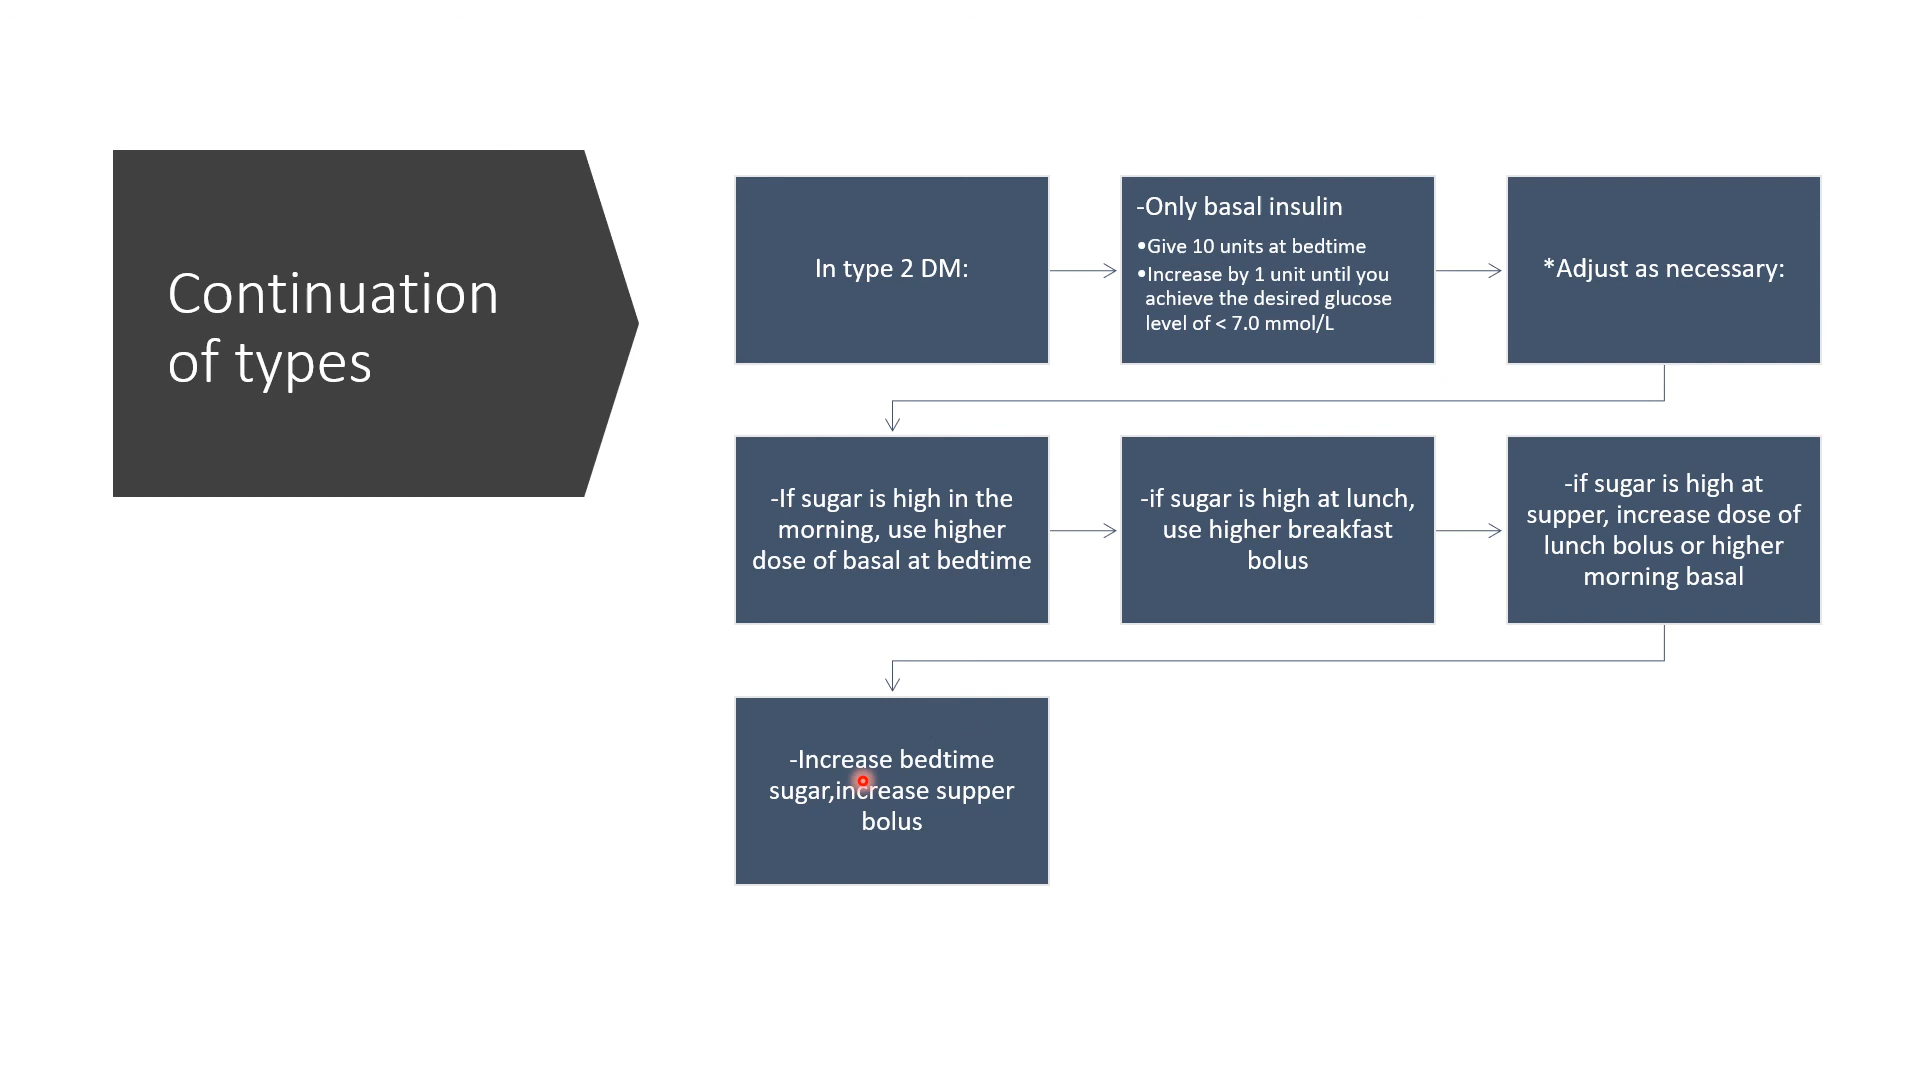 Continuation
of types
In type 2 DM:
-Only basal insulin
•Give 10 units at bedtime
•Increase by 1 unit until you
achieve the desired glucose
level of < 7.0 mmol/L
*Adjust as necessary:
-If sugar is high in the
morning, use higher
dose of basal at bedtime
-if sugar is high at lunch,
use higher breakfast
bolus
-if sugar is high at
supper, increase dose of
lunch bolus or higher
morning basal
-Increase bedtime
sugar,increase supper
bolus